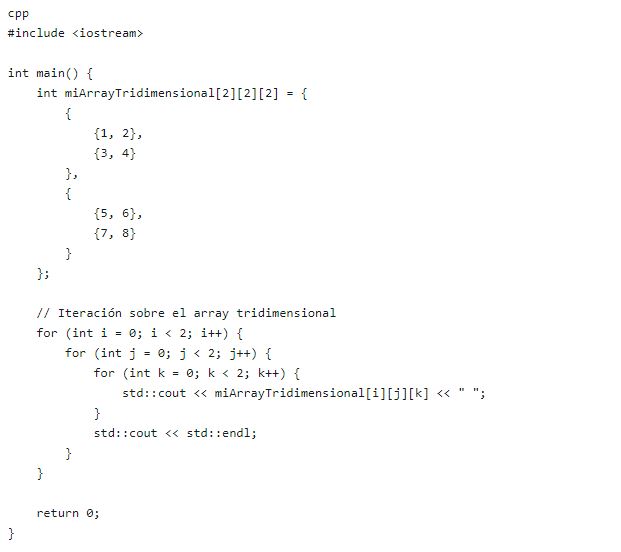 cpp
#include <iostream>

int main() {
    int miArrayTridimensional[2][2][2] = {
        {
            {1, 2},
            {3, 4}
        },
        {
            {5, 6},
            {7, 8}
        }
    };

    // Iteración sobre el array tridimensional
    for (int i = 0; i < 2; i++) {
        for (int j = 0; j < 2; j++) {
            for (int k = 0; k < 2; k++) {
                std::cout << miArrayTridimensional[i][j][k] << " ";
            }
            std::cout << std::endl;
        }
    }

    return 0;
}